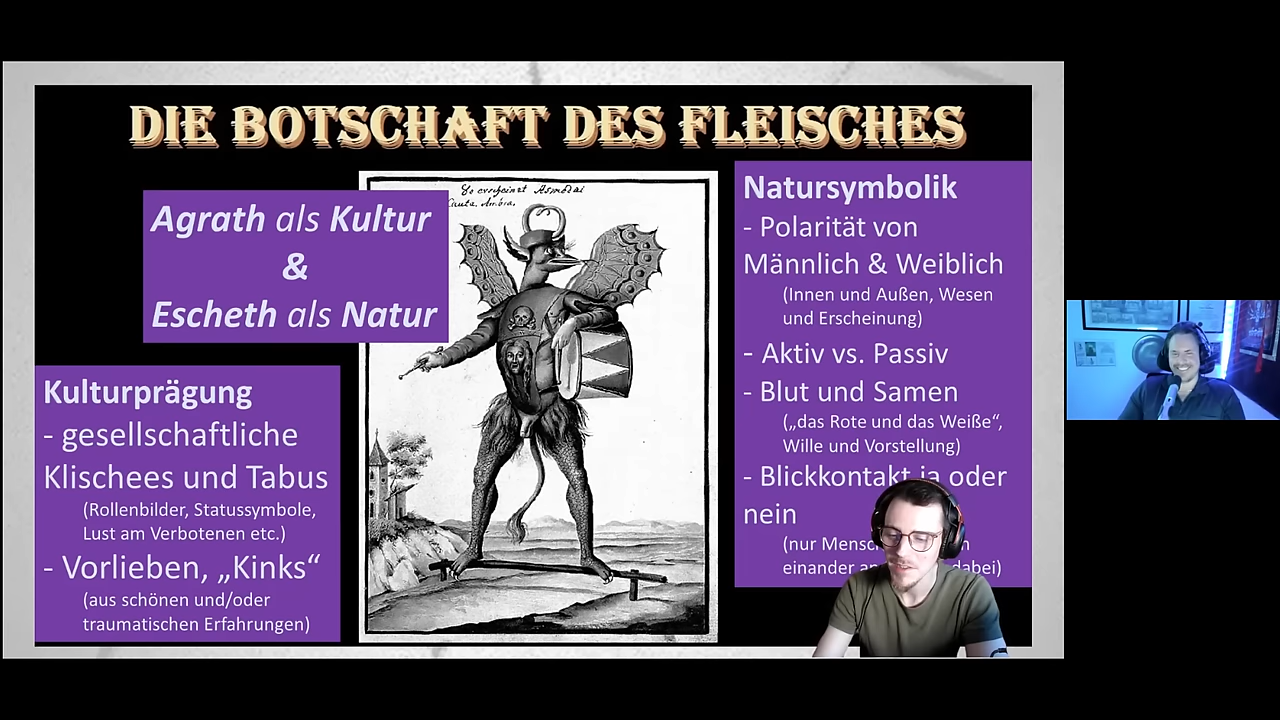 DIE BOTSCHAFT DES FLEISCHES
Agrath als Kultur
&
Escheth als Natur
Kulturprägung
- gesellschaftliche
Klischees und Tabus
(Rollenbilder, Statussymbole,
Lust am Verbotenen etc.)
- Vorlieben, „Kinks“
(aus schönen und/oder
traumatischen Erfahrungen)
Natursymbolik
- Polarität von
Männlich & Weiblich
(Innen und Außen, Wesen
und Erscheinung)
- Aktiv vs. Passiv
- Blut und Samen
(„das Rote und das Weiße“,
Wille und Vorstellung)
- Blickkontakt ja oder
nein
(nur
einander dabei)